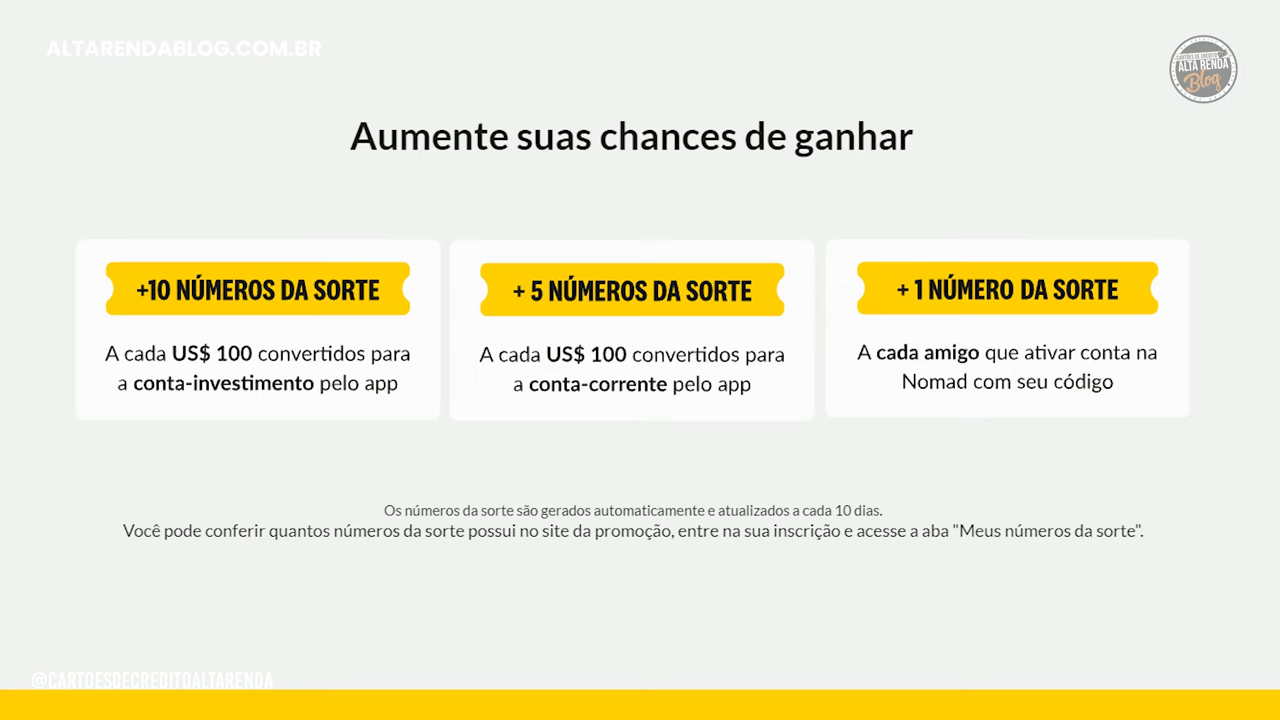 ALTARENDABLOG.COM.BR
CARTÕES DE CRÉDITO
ALTA RENDA
Blog
Aumente suas chances de ganhar
+10 NÚMEROS DA SORTE
A cada US$ 100 convertidos para
a conta-investimento pelo app
+ 5 NÚMEROS DA SORTE
A cada US$ 100 convertidos para
a conta-corrente pelo app
+ 1 NÚMERO DA SORTE
A cada amigo que ativar conta na
Nomad com seu código
Os números da sorte são gerados automaticamente e atualizados a cada 10 dias.
Você pode conferir quantos números da sorte possui no site da promoção, entre na sua inscrição e acesse a aba "Meus números da sorte".
@CARTOESDECREDITOALTARENDA